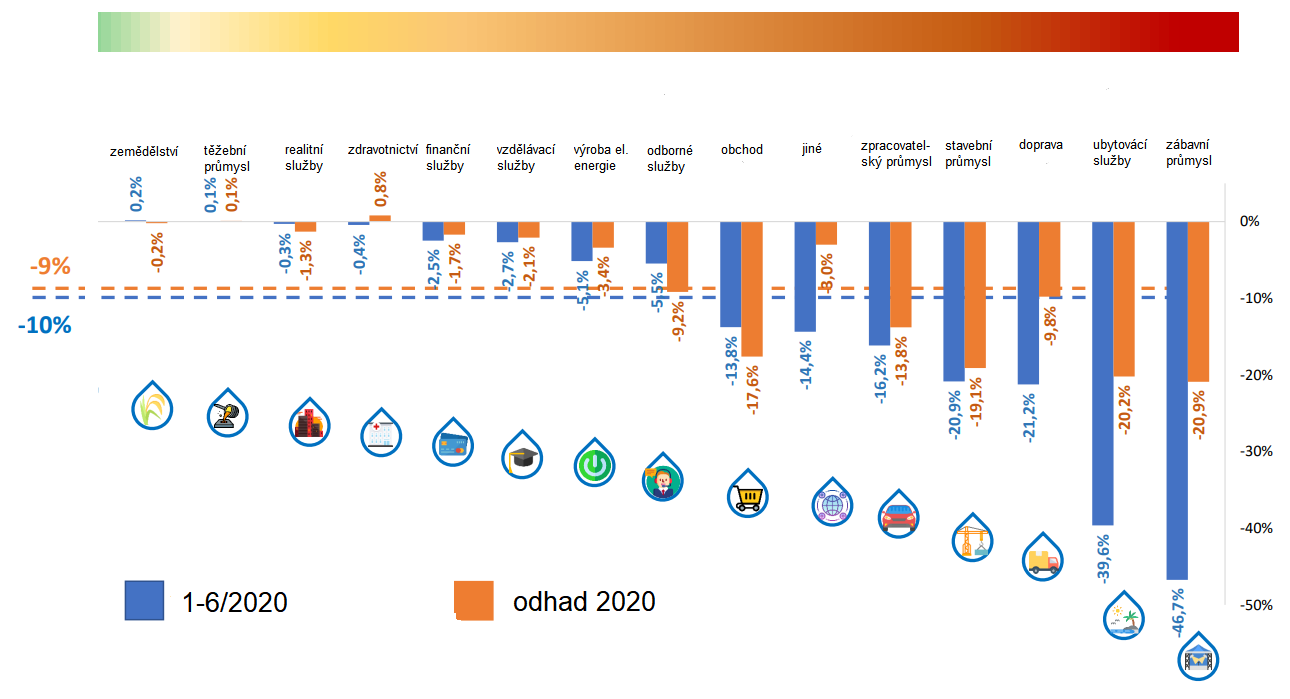 zemědělství
těžební
průmysl
realitní
služby
zdravotnictví
finanční
služby
vzdělávací
služby
výroba el.
energie
odborné
služby
obchod
jiné
zpracovatel-
ský průmysl
stavební
průmysl
doprava
ubytovácí
služby
zábavní
průmysl
0,2%
-0,2%
0,1%
0,1%
-0,3%
-1,3%
-0,4%
0,8%
-2,5%
-1,7%
-2,7%
-2,1%
-5,1%
-3,4%
-5,5%
-9,2%
-13,8%
-17,6%
-14,4%
-3,0%
-16,2%
-13,8%
-20,9%
-19,1%
-21,2%
-9,8%
-39,6%
-20,2%
-46,7%
-20,9%
-9%
-10%
0%
-10%
-20%
-30%
-40%
-50%
1-6/2020
odhad 2020